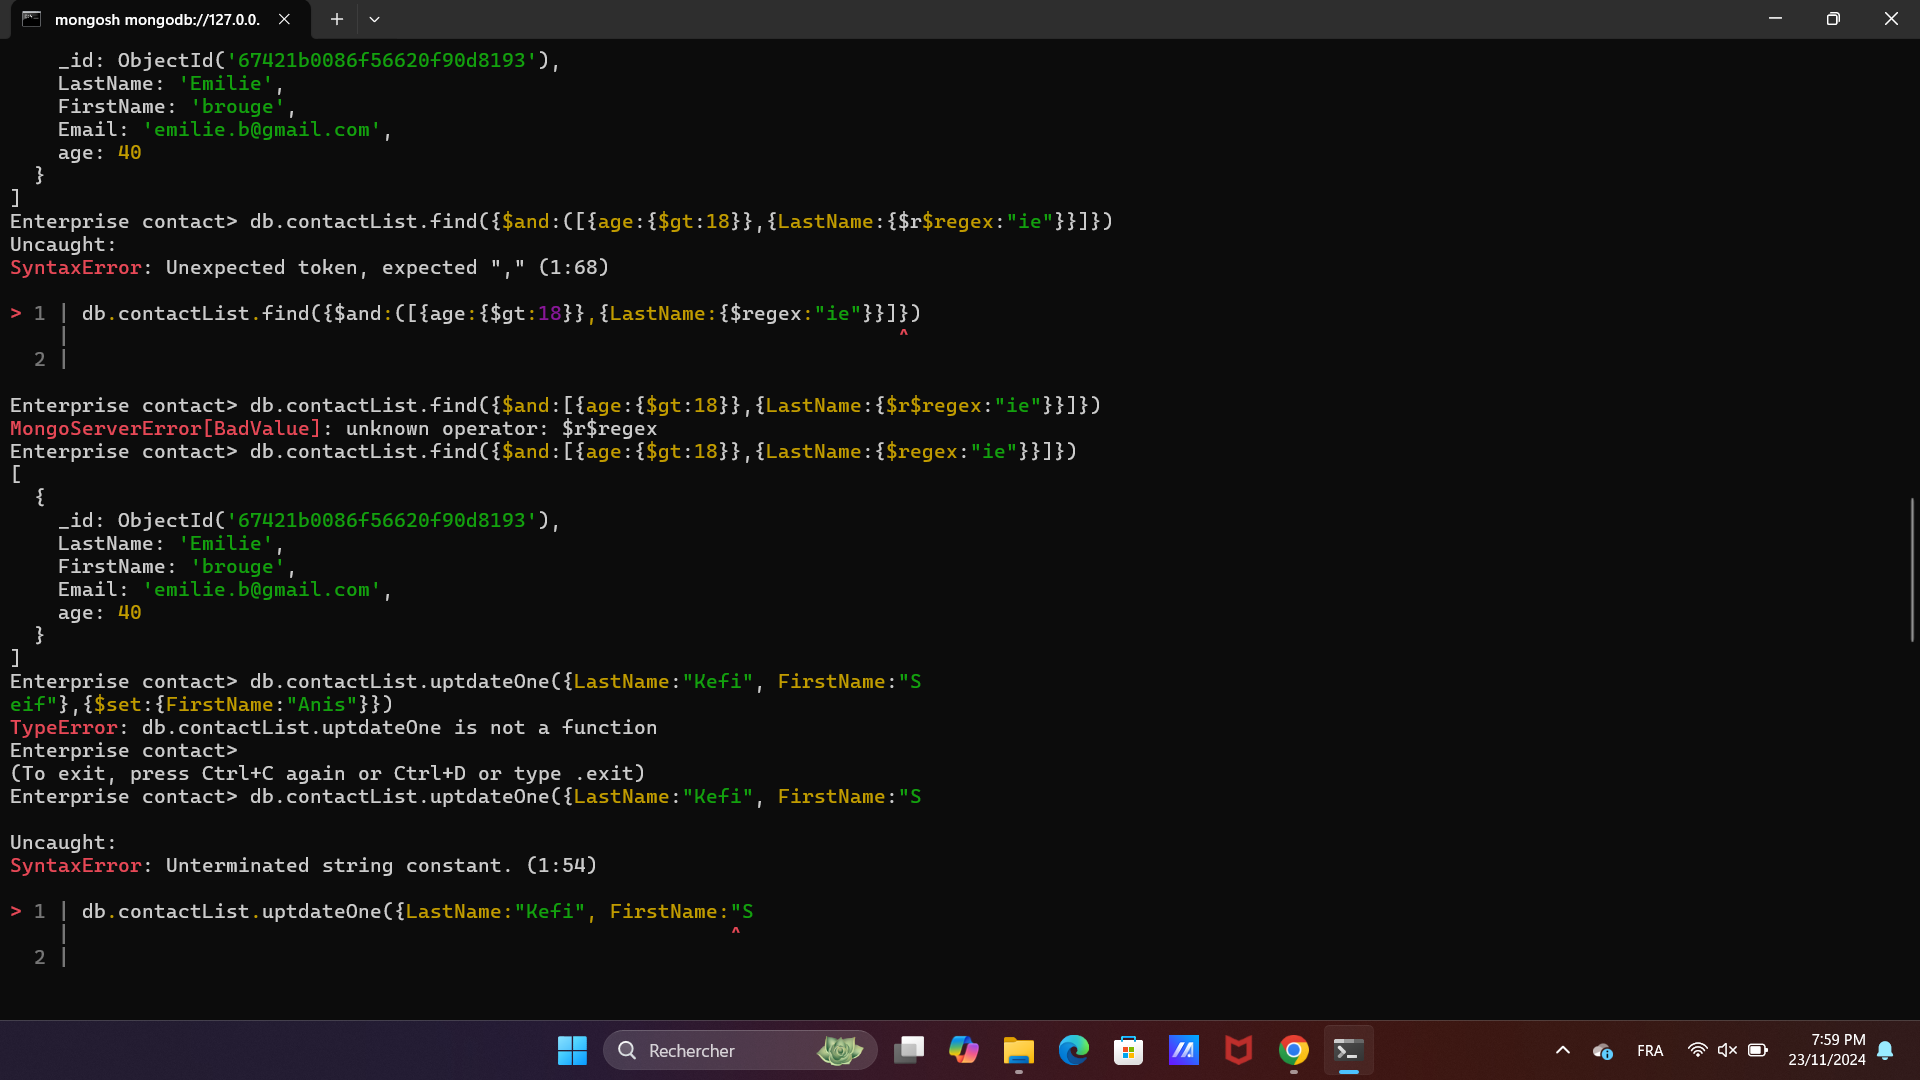 mongosh mongodb://127.0.0.
_id: ObjectId('67421b0086f56620f90d8193'),
LastName: 'Emilie',
FirstName: 'brouge',
Email: 'emilie.b@gmail.com',
age: 40
}
]
Enterprise contact> db.contactList.find({$and:([{age:{$gt:18}},{LastName:{$r$regex:"ie"}}]})
Uncaught:
SyntaxError: Unexpected token, expected "," (1:68)
> 1 | db.contactList.find({$and:([{age:{$gt:18}},{LastName:{$regex:"ie"}}]})
| ^
2 |
Enterprise contact> db.contactList.find({$and:[{age:{$gt:18}},{LastName:{$r$regex:"ie"}}]})
MongoServerError[BadValue]: unknown operator: $r$regex
Enterprise contact> db.contactList.find({$and:[{age:{$gt:18}},{LastName:{$regex:"ie"}}]})
[
{
_id: ObjectId('67421b0086f56620f90d8193'),
LastName: 'Emilie',
FirstName: 'brouge',
Email: 'emilie.b@gmail.com',
age: 40
}
]
Enterprise contact> db.contactList.uptdateOne({LastName:"Kefi", FirstName:"S
eif"},{$set:{FirstName:"Anis"}})
TypeError: db.contactList.uptdateOne is not a function
Enterprise contact>
(To exit, press Ctrl+C again or Ctrl+D or type .exit)
Enterprise contact> db.contactList.uptdateOne({LastName:"Kefi", FirstName:"S
Uncaught:
SyntaxError: Unterminated string constant. (1:54)
> 1 | db.contactList.uptdateOne({LastName:"Kefi", FirstName:"S
| ^
2 |
Rechercher
FRA
7:59 PM
23/11/2024